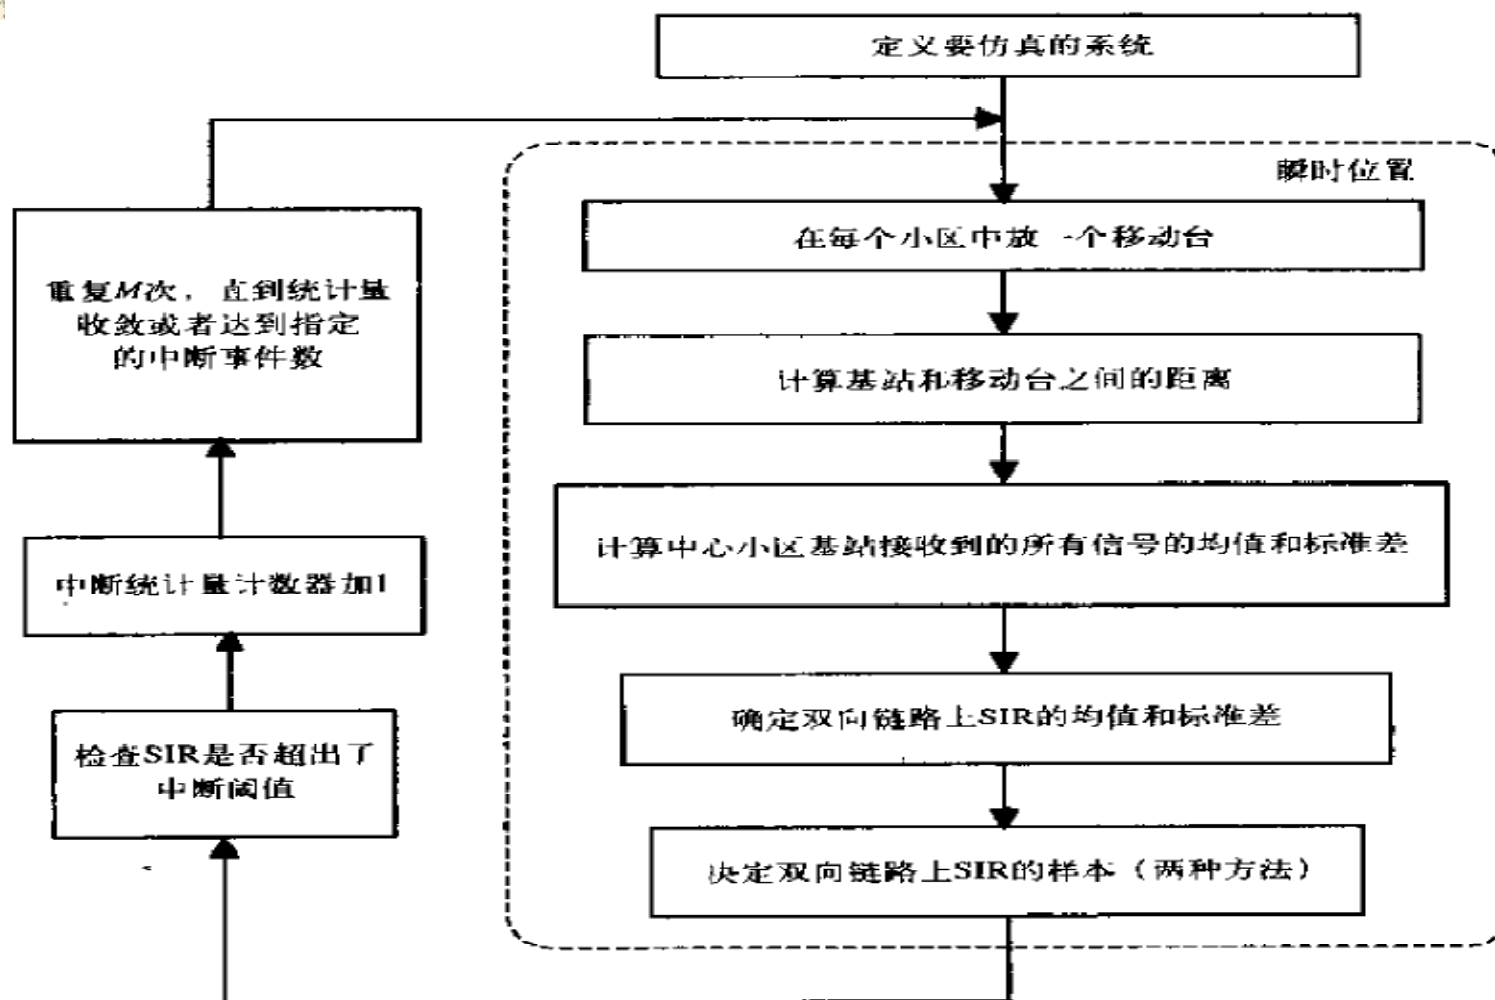 定义要仿真的系统
瞬时位置
在每个小区中放一个移动台
计算基站和移动台之间的距离
计算中心小区基站接收到的所有信号的均值和标准差
确定双向链路上SIR的均值和标准差
决定双向链路上SIR的样本（两种方法）
重复M次，直到统计量
收敛或者达到指定
的中断事件数
中断统计量计数器加1
检查SIR是否超出了
中断阈值